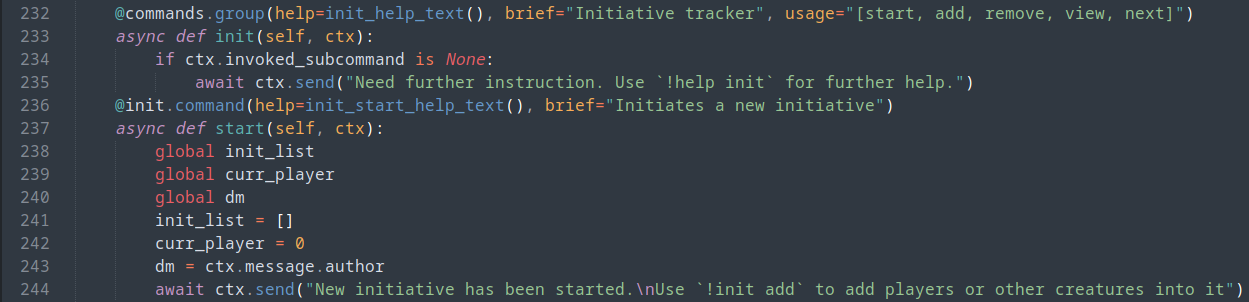 232 @commands.group(help=init_help_text(), brief="Initiative tracker", usage="[start, add, remove, view, next]")
233 async def init(self, ctx):
234     if ctx.invoked_subcommand is None:
235         await ctx.send("Need further instruction. Use `!help init` for further help.")
236 @init.command(help=init_start_help_text(), brief="Initiates a new initiative")
237 async def start(self, ctx):
238     global init_list
239     global curr_player
240     global dm
241     init_list = []
242     curr_player = 0
243     dm = ctx.message.author
244     await ctx.send("New initiative has been started.\nUse `!init add` to add players or other creatures into it")